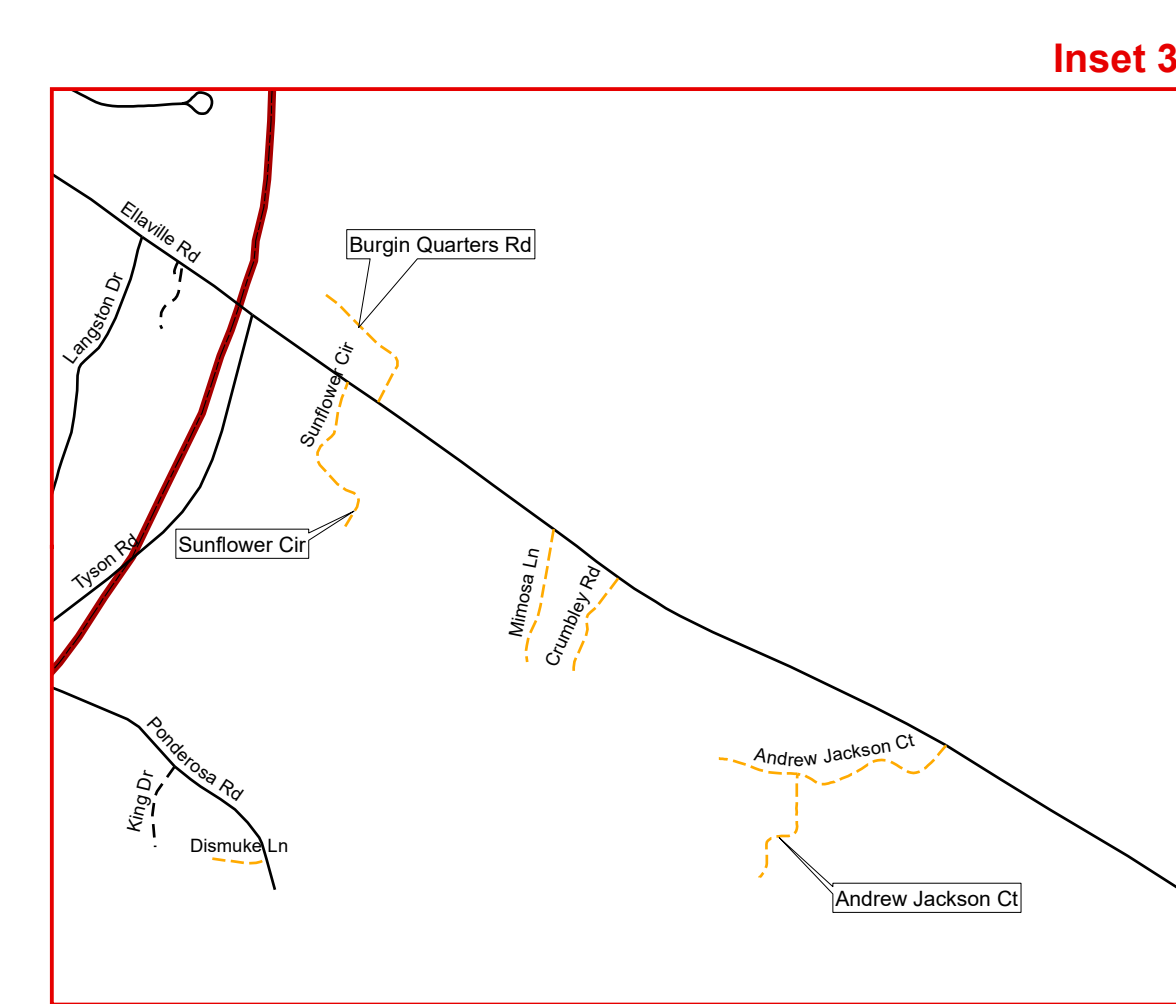 Inset 3
Ellaville Rd
Burgin Quarters Rd
Langston Dr
Sunflower Cir
Tyson Rd
Sunflower Cir
Mimosa Ln
Crumbley Rd
Ponderosa Rd
Andrew Jackson Ct
King Dr
Dismuke Ln
Andrew Jackson Ct